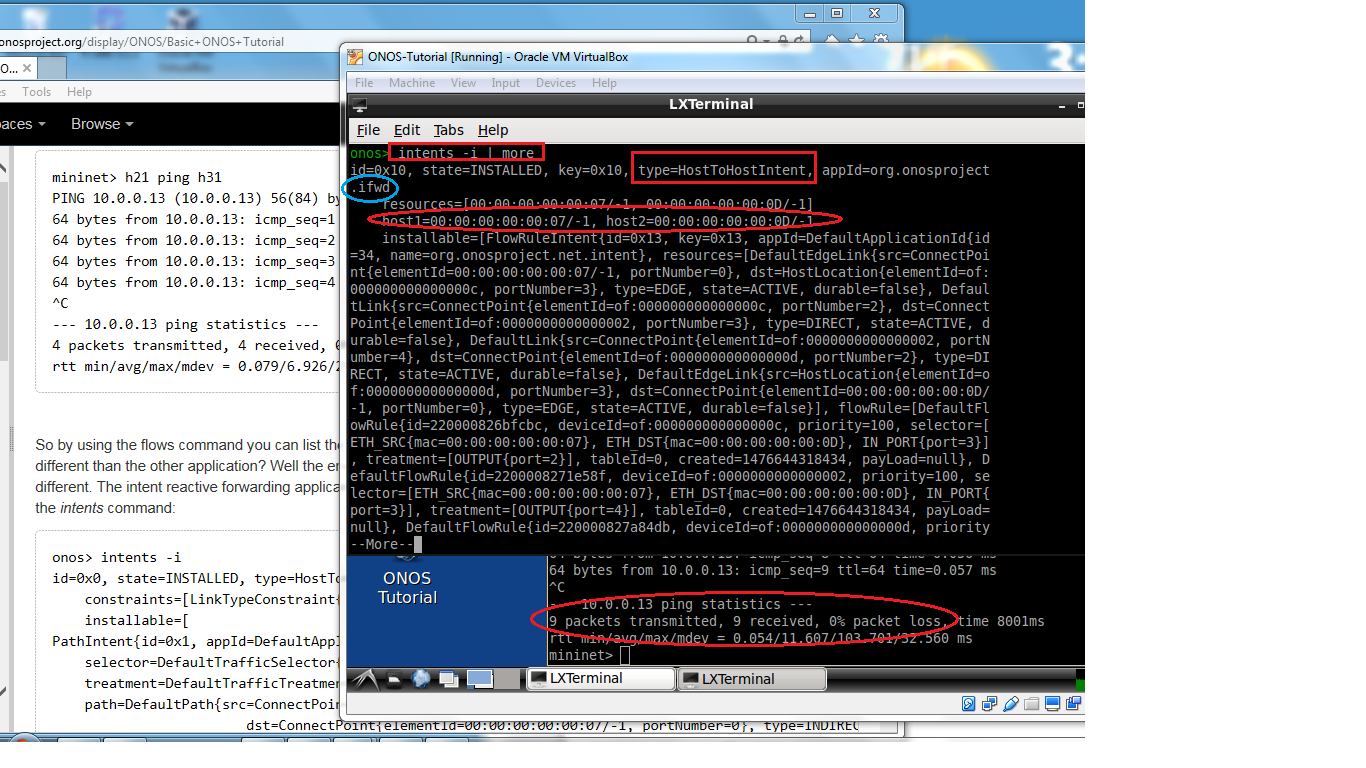 onosproject.org/display/ONOS/Basic+ONOS+Tutorial
O...
Tools Help
Browse
mininet> h21 ping h31
PING 10.0.0.13 (10.0.0.13) 56(84)
64 bytes from 10.0.0.13: icmp_seq=1
64 bytes from 10.0.0.13: icmp_seq=2
64 bytes from 10.0.0.13: icmp_seq=3
64 bytes from 10.0.0.13: icmp_seq=4
^C
--- 10.0.0.13 ping statistics ---
4 packets transmitted, 4 received,
rtt min/avg/max/mdev = 0.079/6.926/2
So by using the flows command you can list the
different than the other application? Well the
different. The intent reactive forwarding
the intents command:
onos> intents -i
id=0x0, state=INSTALLED, type=HostTo
constraints=[LinkTypeConstraint{
installable=[
PathIntent{id=0x1, appId=DefaultAppl
selector=DefaultTrafficSelector{
treatment=DefaultTrafficTreatment
path=DefaultPath{src=ConnectPoin
dst=ConnectPoint{elementId=00:00:00:00:00:07/-1, portNumber=0}, type=INDIREC
ONOS-Tutorial [Running] - Oracle VM VirtualBox
File Machine View Input Devices Help
LXTerminal
File Edit Tabs Help
onos> intents -i | more
id=0x10, state=INSTALLED, key=0x10, type=HostToHostIntent, appId=org.onosproject
.ifwd
resources=[00:00:00:00:00:07/-1, 00:00:00:00:00:0D/-1]
host1=00:00:00:00:00:07/-1, host2=00:00:00:00:00:0D/-1
installable=[FlowRuleIntent{id=0x13, key=0x13, appId=DefaultApplicationId{id
=34, name=org.onosproject.net.intent}, resources=[DefaultEdgeLink{src=ConnectPoi
nt{elementId=00:00:00:00:00:07/-1, portNumber=0}, dst=HostLocation{elementId=of:
000000000000000c, portNumber=3}, type=EDGE, state=ACTIVE, durable=false}, Defaul
tLink{src=ConnectPoint{elementId=of:000000000000000c, portNumber=2}, dst=Connect
Point{elementId=of:0000000000000002, portNumber=3}, type=DIRECT, state=ACTIVE, d
urable=false}, DefaultLink{src=ConnectPoint{elementId=of:0000000000000002, portN
umber=4}, dst=ConnectPoint{elementId=of:000000000000000d, portNumber=2}, type=DI
RECT, state=ACTIVE, durable=false}, DefaultEdgeLink{src=HostLocation{elementId=o
f:000000000000000d, portNumber=3}, dst=ConnectPoint{elementId=00:00:00:00:00:0D/
-1, portNumber=0}, type=EDGE, state=ACTIVE, durable=false}], flowRule=[DefaultFl
owRule{id=220000826bfcbc, deviceId=of:000000000000000c, priority=100, selector=[
ETH_SRC{mac=00:00:00:00:00:07}, ETH_DST{mac=00:00:00:00:00:0D}, IN_PORT{port=3}]
, treatment=[OUTPUT{port=2}], tableId=0, created=1476644318434, payLoad=null}, D
efaultFlowRule{id=2200008271e58f, deviceId=of:0000000000000002, priority=100, se
lector=[ETH_SRC{mac=00:00:00:00:00:07}, ETH_DST{mac=00:00:00:00:00:0D}, IN_PORT{
port=3}], treatment=[OUTPUT{port=4}], tableId=0, created=1476644318434, payLoad=
null}, DefaultFlowRule{id=220000827a84db, deviceId=of:000000000000000d, priority
--More--
ONOS
Tutorial
64 bytes from 10.0.0.13: icmp_seq=9 ttl=64 time=0.057 ms
^C
10.0.0.13 ping statistics ---
9 packets transmitted, 9 received, 0% packet loss, time 8001ms
rtt min/avg/max/mdev = 0.054/11.607/103.701/32.560 ms
mininet>
LXTerminal
LXTerminal